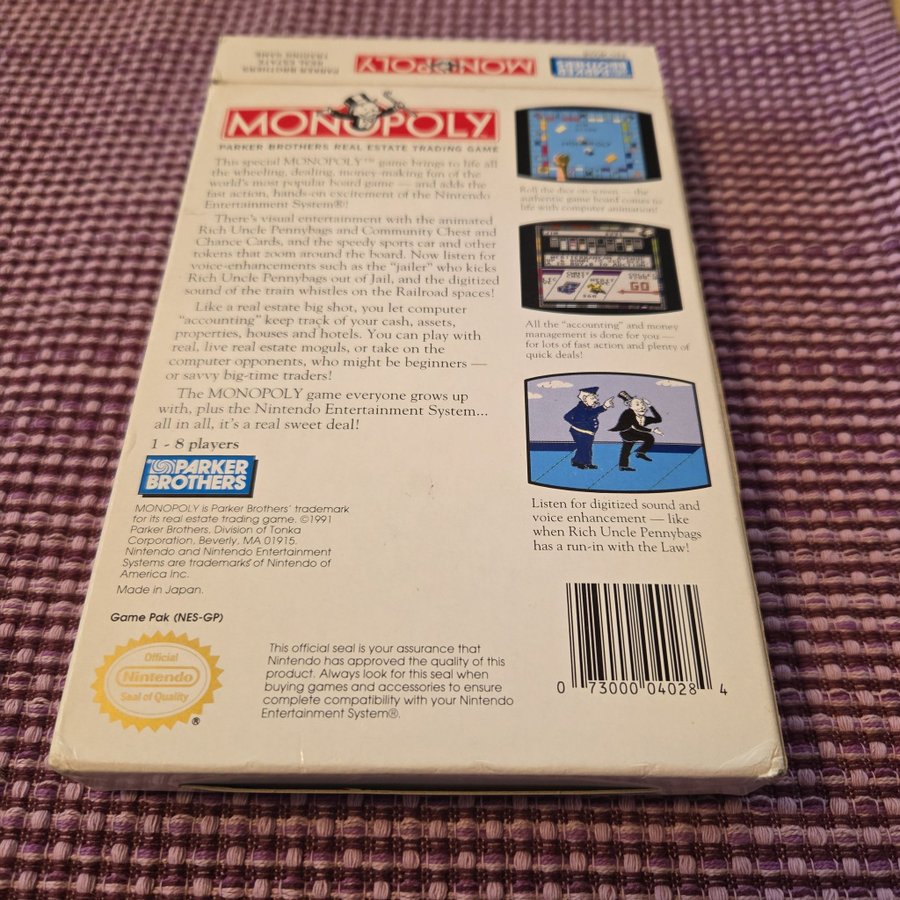 PARKER BROTHERS
REAL ESTATE
TRADING GAME
MONOPOLY
PARKER
BROTHERS
MONOPOLY
PARKER BROTHERS REAL ESTATE TRADING GAME
This special MONOPOLY™ game brings to life all
the wheeling, dealing, money-making fun of the
world's most popular board game — and adds the
fast action, hands-on excitement of the Nintendo
Entertainment System®!
There's visual entertainment with the animated
Rich Uncle Pennybags and Community Chest and
Chance Cards, and the speedy sports car and other
tokens that zoom around the board. Now listen for
voice-enhancements such as the "jailer" who kicks
Rich Uncle Pennybags out of Jail, and the digitized
sound of the train whistles on the Railroad spaces!
Like a real estate big shot, you let computer
"accounting" keep track of your cash, assets,
properties, houses and hotels. You can play with
real, live real estate moguls, or take on the
computer opponents, who might be beginners —
or savvy big-time traders!
The MONOPOLY game everyone grows up
with, plus the Nintendo Entertainment System...
all in all, it's a real sweet deal!
1 - 8 players
PARKER
BROTHERS
MONOPOLY is Parker Brothers' trademark
for its real estate trading game. ©1991
Parker Brothers, Division of Tonka
Corporation, Beverly, MA 01915.
Nintendo and Nintendo Entertainment
Systems are trademarks of Nintendo of
America Inc.
Made in Japan.
Game Pak (NES-GP)
Official
Nintendo
Seal of Quality
®
This official seal is your assurance that
Nintendo has approved the quality of this
product. Always look for this seal when
buying games and accessories to ensure
complete compatibility with your Nintendo
Entertainment System®.
MONOPOLY
Roll the dice on-screen — the
authentic game board comes to
life with computer animation!
GO
All the "accounting" and money
management is done for you —
for lots of fast action and plenty of
quick deals!
Listen for digitized sound and
voice enhancement — like
when Rich Uncle Pennybags
has a run-in with the Law!
0 73000 04028 4